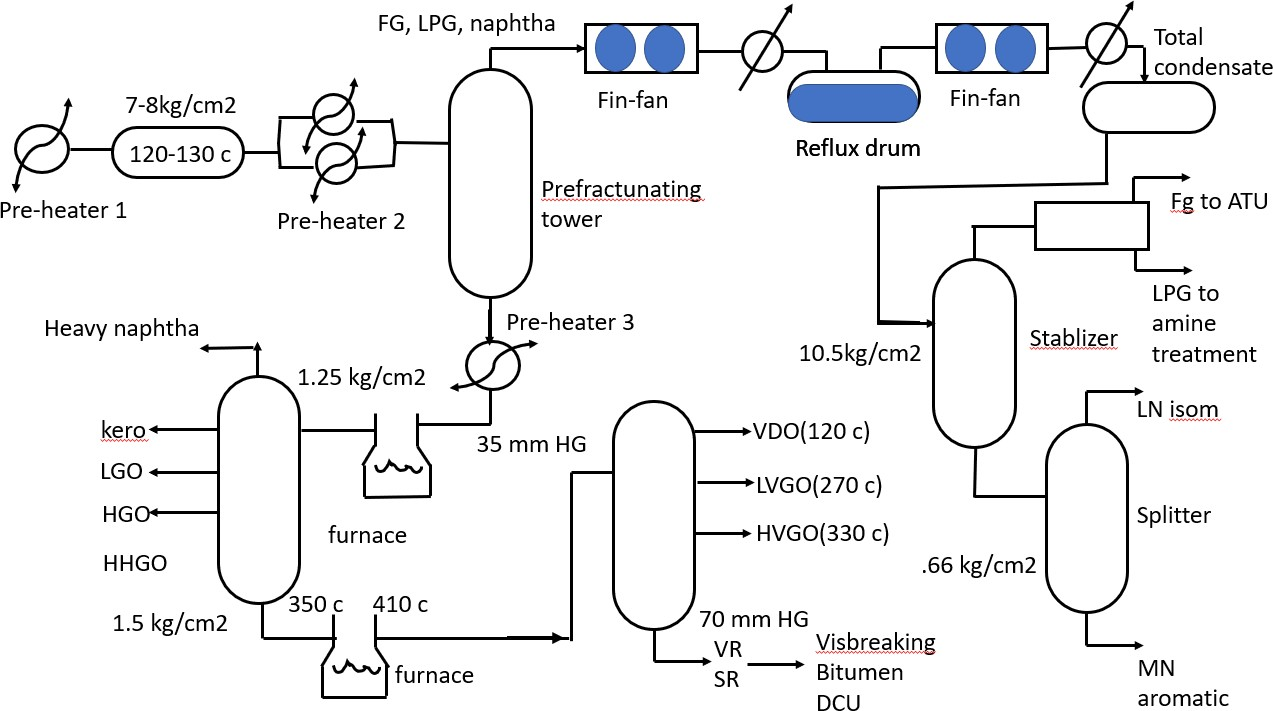 FG, LPG, naphtha
7-8kg/cm2
120-130 c
Pre-heater 1
Pre-heater 2
Prefractunating
tower
Fin-fan
Reflux drum
Fin-fan
Total
condensate
Fg to ATU
LPG to
amine
treatment
Stablizer
10.5kg/cm2
Heavy naphtha
Pre-heater 3
1.25 kg/cm2
35 mm HG
kero
LGO
HGO
HHGO
furnace
1.5 kg/cm2
350 c
410 c
furnace
VDO(120 c)
LVGO(270 c)
HVGO(330 c)
70 mm HG
VR
SR
Visbreaking
Bitumen
DCU
LN isom
Splitter
.66 kg/cm2
MN
aromatic